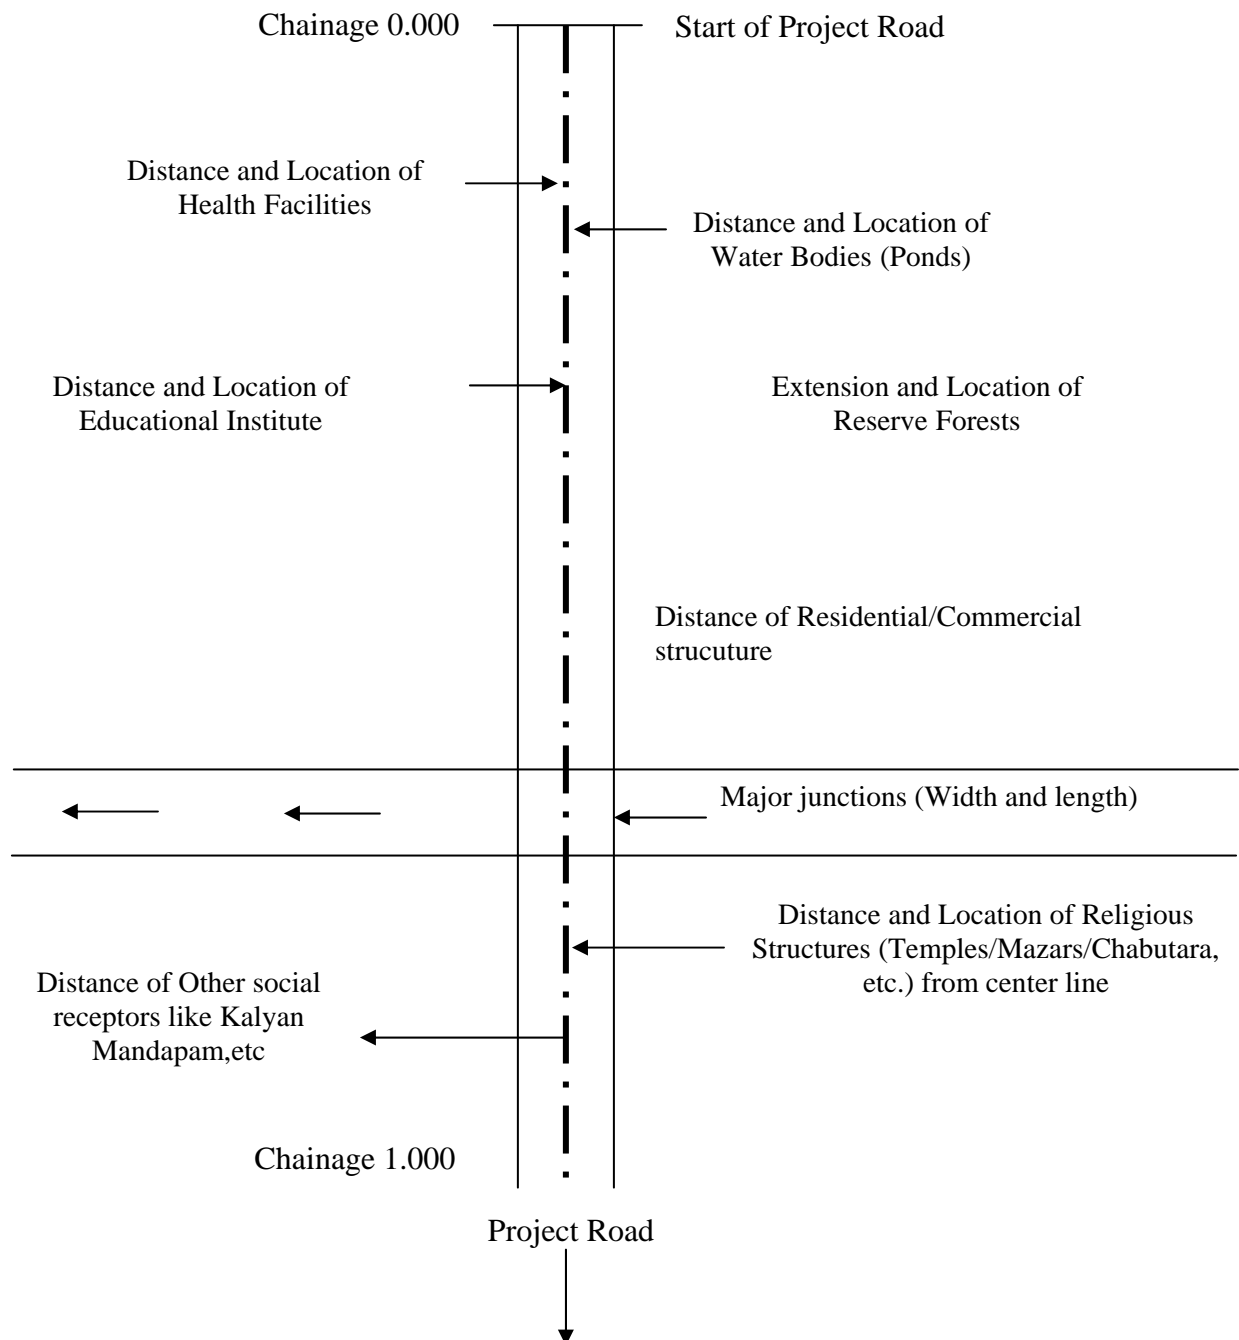 Chainage 0.000
Start of Project Road
Distance and Location of
Health Facilities
Distance and Location of
Water Bodies (Ponds)
Distance and Location of
Educational Institute
Extension and Location of
Reserve Forests
Distance of Residential/Commercial
strucuture
Major junctions (Width and length)
Distance and Location of Religious
Structures (Temples/Mazars/Chabutara,
etc.) from center line
Distance of Other social
receptors like Kalyan
Mandapam,etc
Chainage 1.000
Project Road